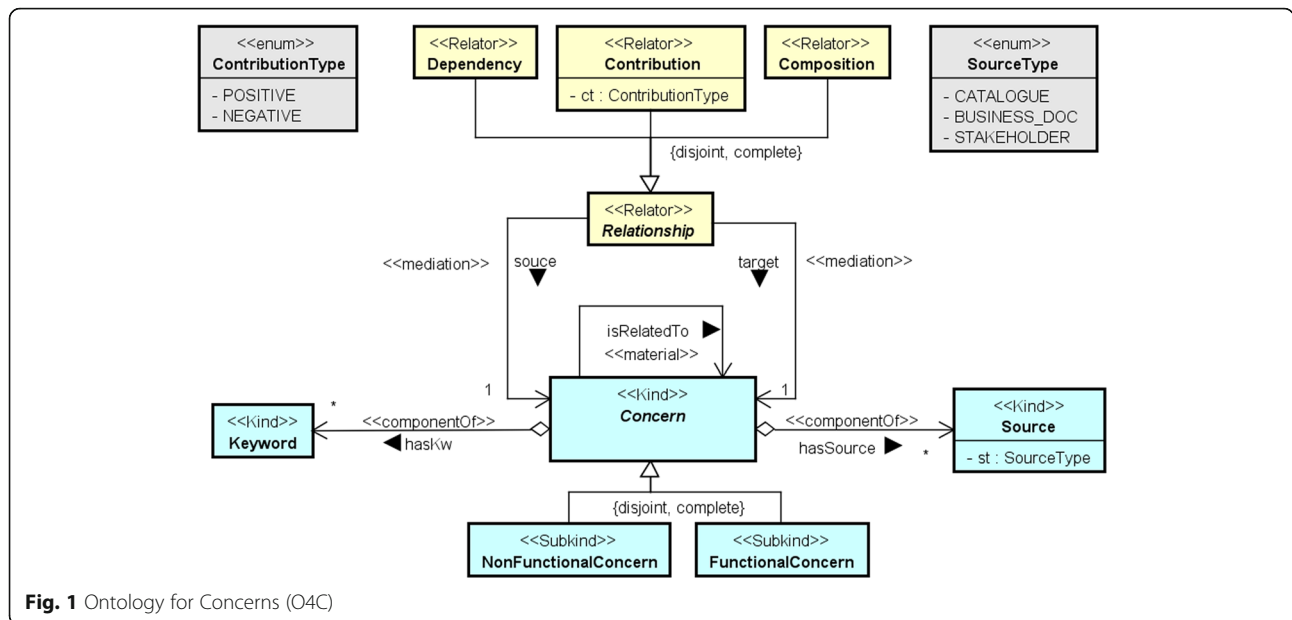 <<enum>>
ContributionType
- POSITIVE
- NEGATIVE
<<Relator>>
Dependency
<<Relator>>
Contribution
- ct : ContributionType
<<Relator>>
Composition
<<enum>>
SourceType
- CATALOGUE
- BUSINESS_DOC
- STAKEHOLDER
{disjoint, complete}
<<Relator>>
Relationship
<<mediation>>
souce
target
<<mediation>>
isRelatedTo
<<material>>
1
1
<<Kind>>
Concern
<<Kind>>
Keyword
*
<<componentOf>>
hasKw
<<componentOf>>
hasSource
*
<<Kind>>
Source
- st : SourceType
{disjoint, complete}
<<Subkind>>
NonFunctionalConcern
<<Subkind>>
FunctionalConcern
Fig. 1 Ontology for Concerns (O4C)